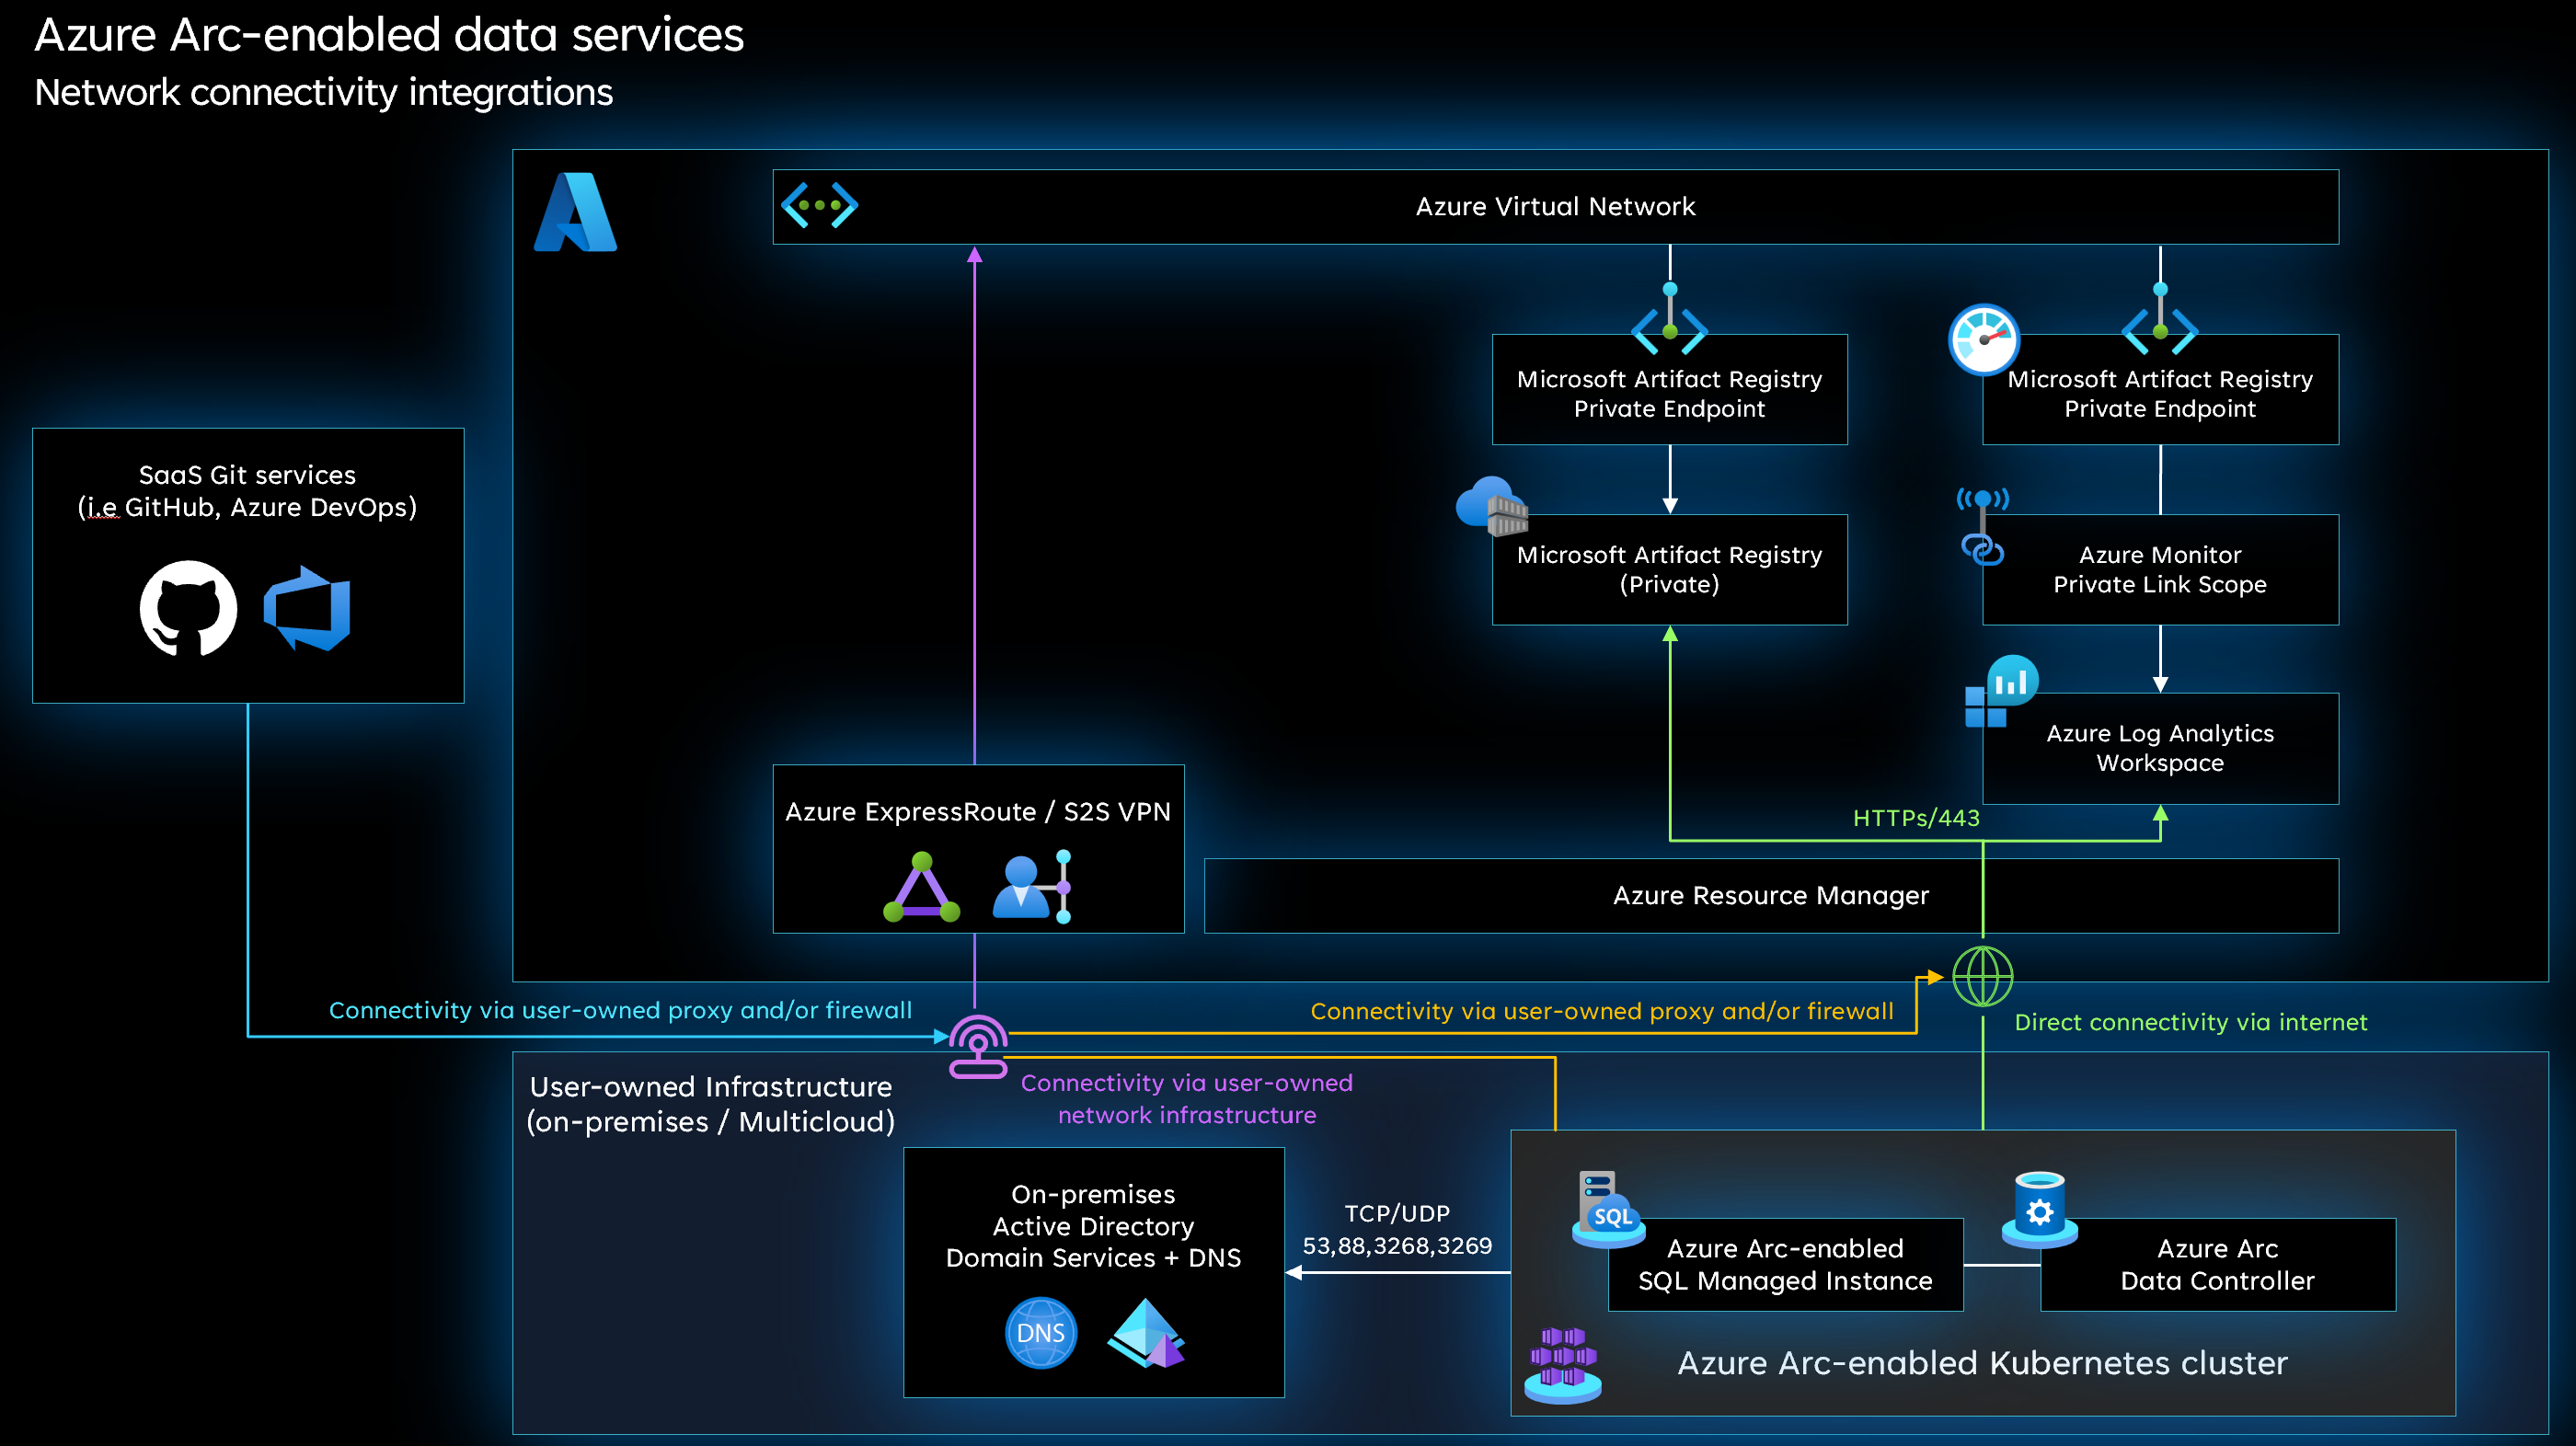 Azure Arc-enabled data services
Network connectivity integrations
Azure Virtual Network
Microsoft Artifact Registry
Private Endpoint
Microsoft Artifact Registry
Private Endpoint
SaaS Git services
(i.e GitHub, Azure DevOps)
Microsoft Artifact Registry
(Private)
Azure Monitor
Private Link Scope
Azure Log Analytics
Workspace
Azure ExpressRoute / S2S VPN
HTTPs/443
Azure Resource Manager
Connectivity via user-owned proxy and/or firewall
Connectivity via user-owned proxy and/or firewall
Direct connectivity via internet
User-owned Infrastructure
(on-premises / Multicloud)
Connectivity via user-owned
network infrastructure
On-premises
Active Directory
Domain Services + DNS
DNS
TCP/UDP
53,88,3268,3269
SQL
Azure Arc-enabled
SQL Managed Instance
Azure Arc
Data Controller
Azure Arc-enabled Kubernetes cluster